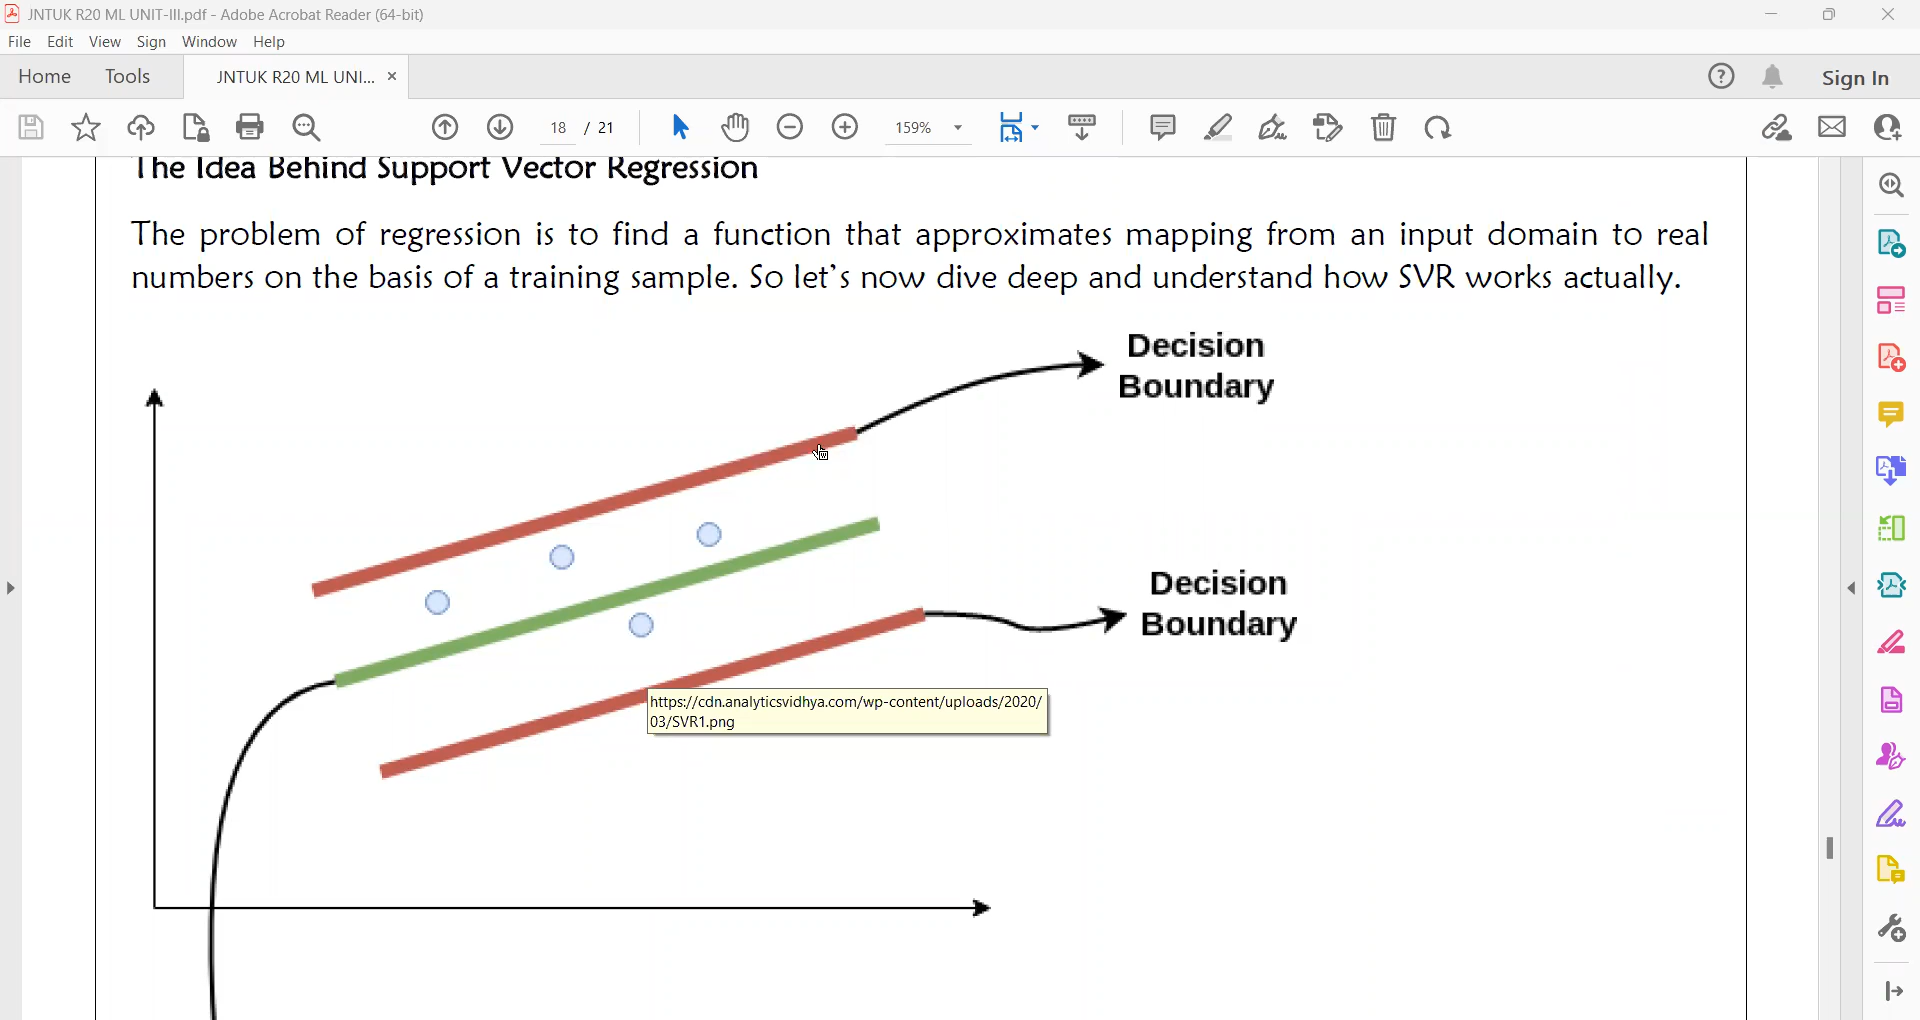 JNTUK R20 ML UNIT-III.pdf - Adobe Acrobat Reader (64-bit)
File Edit View Sign Window Help
Home Tools JNTUK R20 ML UNI... × Sign In
18 / 21 159%
The Idea Behind Support Vector Regression
The problem of regression is to find a function that approximates mapping from an input domain to real
numbers on the basis of a training sample. So let's now dive deep and understand how SVR works actually.
Decision
Boundary
Decision
Boundary
https://cdn.analyticsvidhya.com/wp-content/uploads/2020/
03/SVR1.png